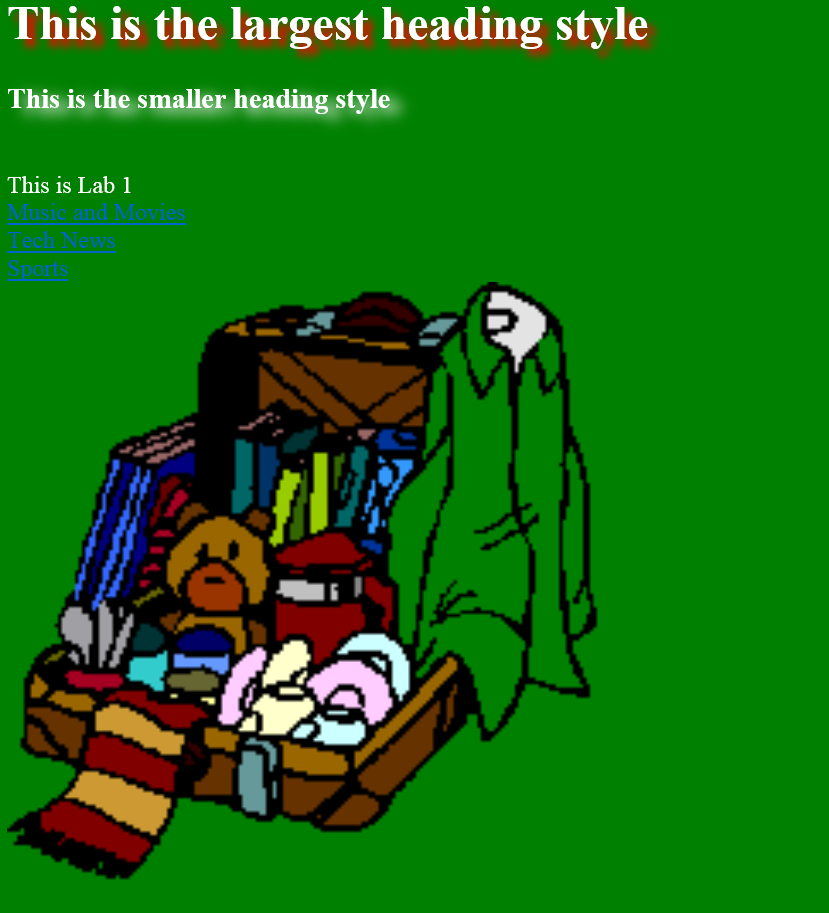 This is the largest heading style
This is the smaller heading style
This is Lab 1
Music and Movies
Tech News
Sports